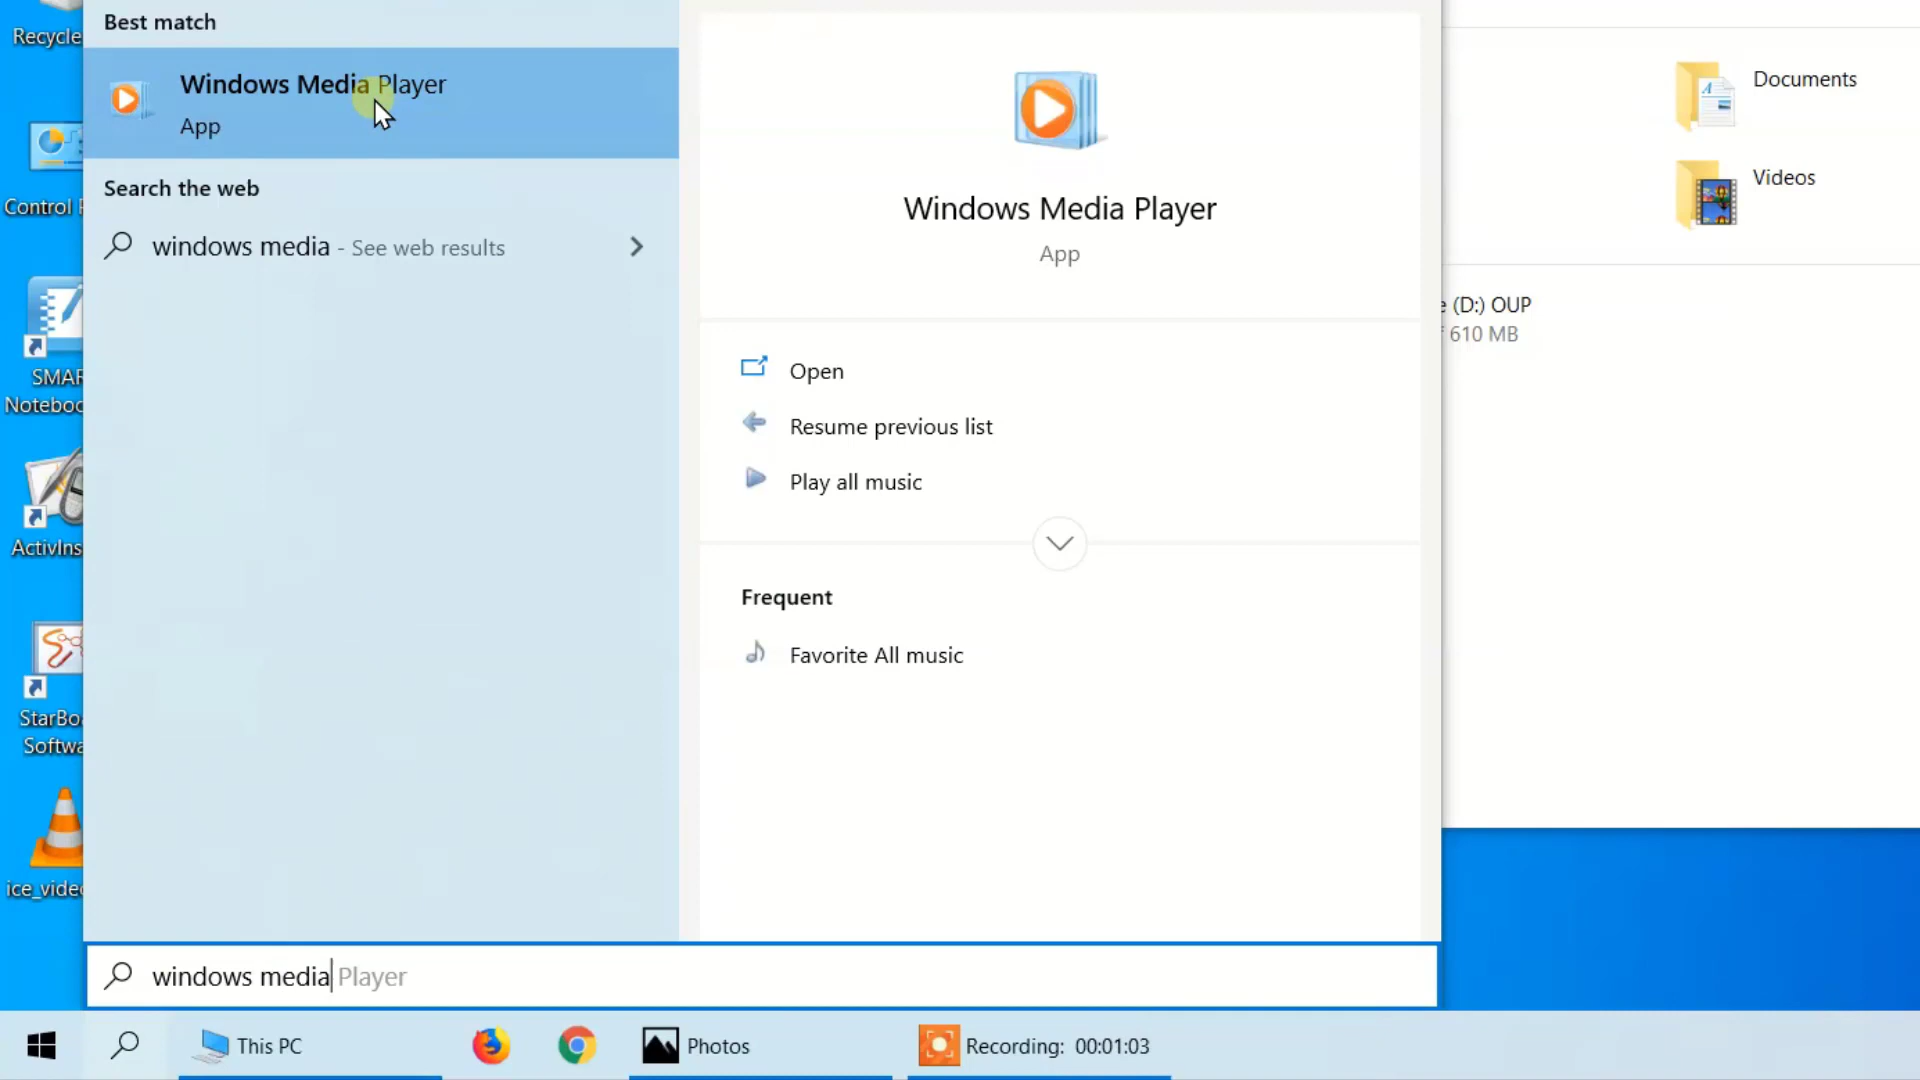 Recycle
Control
SMAR
Noteboo
ActivIns
StarBo
Softwa
ice_video
Best match
Windows Media Player
App
Search the web
windows media - See web results
Windows Media Player
App
Open
Resume previous list
Play all music
Frequent
Favorite All music
Documents
Videos
(D:) OUP
610 MB
windows media Player
This PC
Photos
Recording: 00:01:03